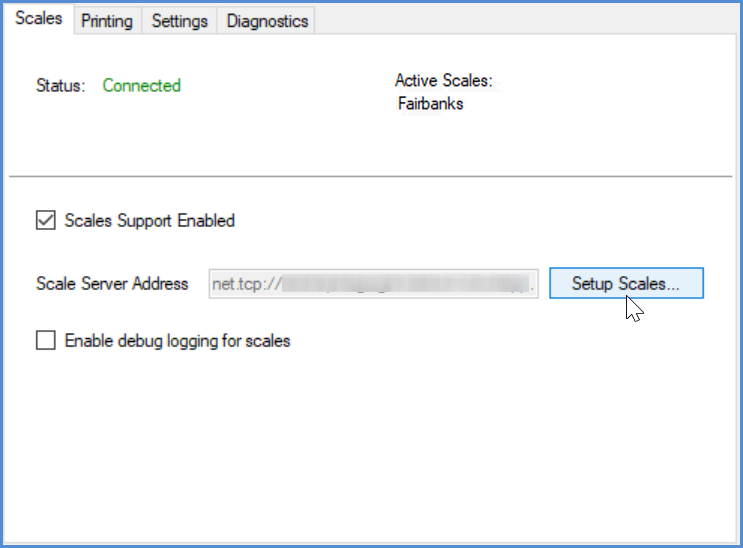 Scales Printing Settings Diagnostics
Status: Connected Active Scales:
Fairbanks
Scales Support Enabled
Scale Server Address net.tcp:// Setup Scales...
Enable debug logging for scales